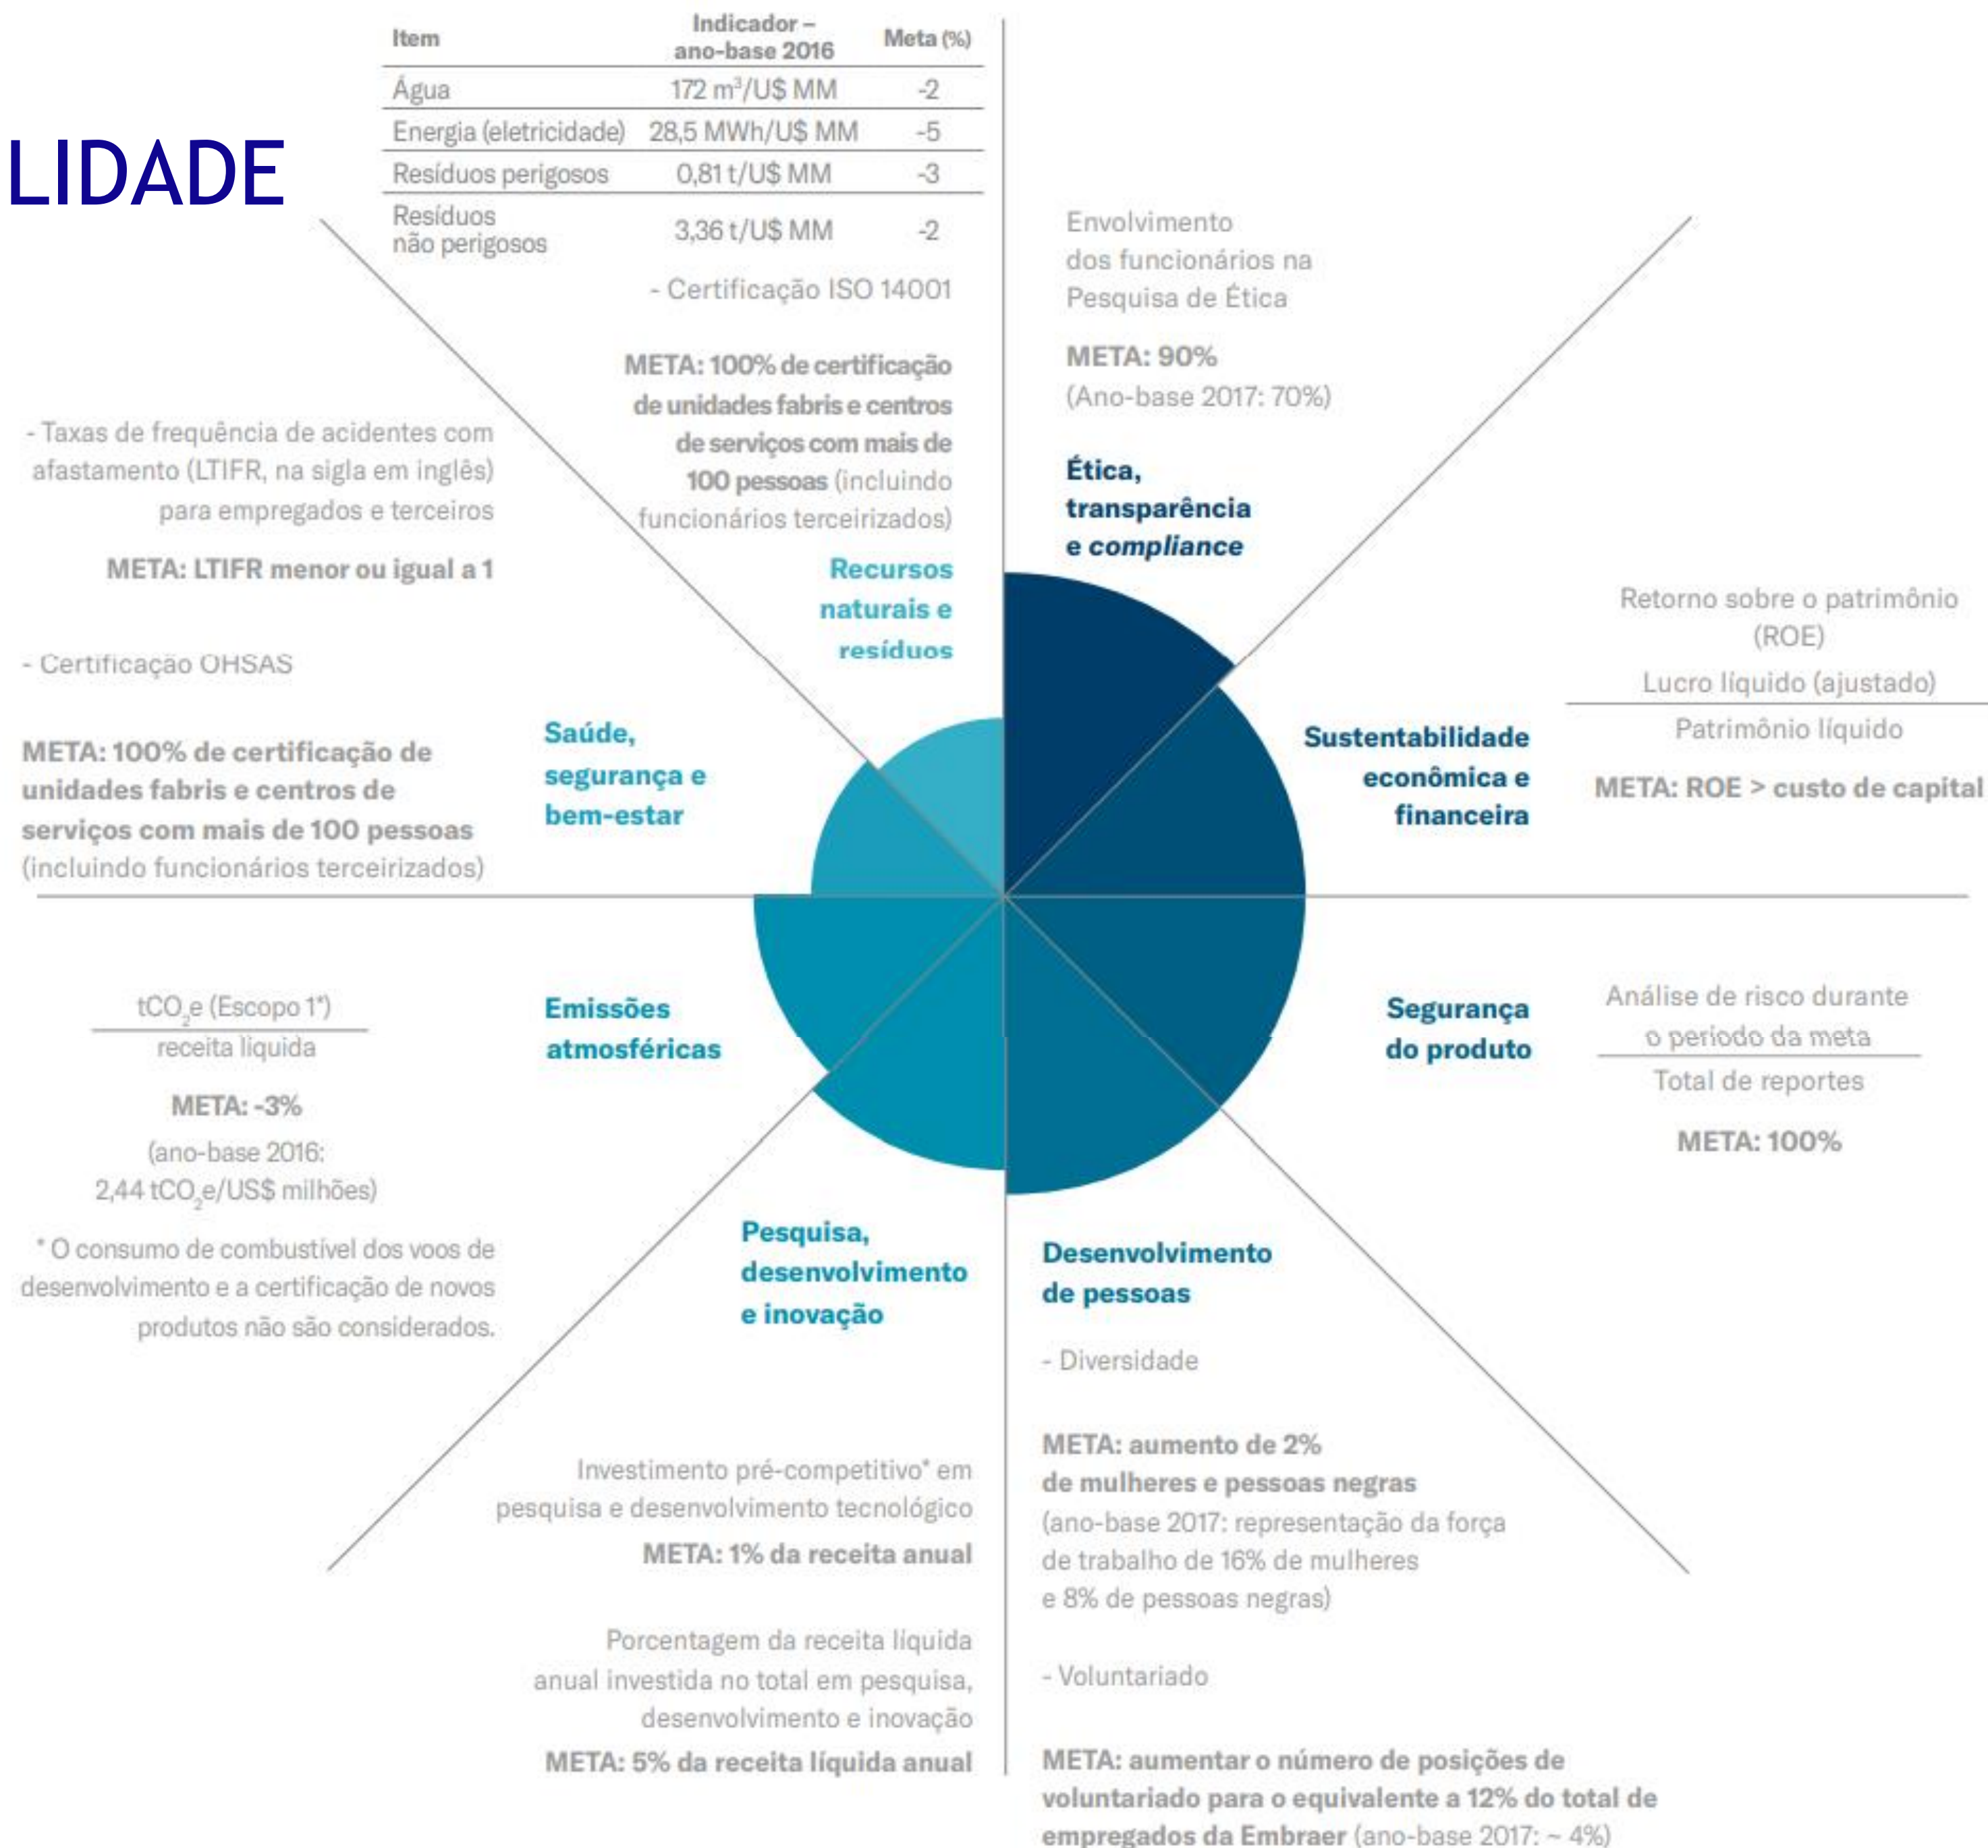 LIDADE
Item Indicador – ano-base 2016 Meta (%)
Água 172 m³/U$ MM -2
Energia (eletricidade) 28,5 MWh/U$ MM -5
Resíduos perigosos 0,81 t/U$ MM -3
Resíduos não perigosos 3,36 t/U$ MM -2
- Certificação ISO 14001
META: 100% de certificação
de unidades fabris e centros
de serviços com mais de
100 pessoas (incluindo
funcionários terceirizados)
Recursos
naturais e
resíduos
Envolvimento
dos funcionários na
Pesquisa de Ética
META: 90%
(Ano-base 2017: 70%)
Ética,
transparência
e compliance
Retorno sobre o patrimônio
(ROE)
Lucro líquido (ajustado)
Patrimônio líquido
META: ROE > custo de capital
Sustentabilidade
econômica e
financeira
Segurança
do produto
Análise de risco durante
o período da meta
Total de reportes
META: 100%
Desenvolvimento
de pessoas
- Diversidade
META: aumento de 2%
de mulheres e pessoas negras
(ano-base 2017: representação da força
de trabalho de 16% de mulheres
e 8% de pessoas negras)
- Voluntariado
META: aumentar o número de posições de
voluntariado para o equivalente a 12% do total de
empregados da Embraer (ano-base 2017: ~ 4%)
Pesquisa,
desenvolvimento
e inovação
Investimento pré-competitivo* em
pesquisa e desenvolvimento tecnológico
META: 1% da receita anual
Porcentagem da receita líquida
anual investida no total em pesquisa,
desenvolvimento e inovação
META: 5% da receita líquida anual
Emissões
atmosféricas
tCO₂e (Escopo 1*)
receita líquida
META: -3%
(ano-base 2016:
2,44 tCO₂e/US$ milhões)
* O consumo de combustível dos voos de
desenvolvimento e a certificação de novos
produtos não são considerados.
Saúde,
segurança e
bem-estar
- Taxas de frequência de acidentes com
afastamento (LTIFR, na sigla em inglês)
para empregados e terceiros
META: LTIFR menor ou igual a 1
- Certificação OHSAS
META: 100% de certificação de
unidades fabris e centros de
serviços com mais de 100 pessoas
(incluindo funcionários terceirizados)